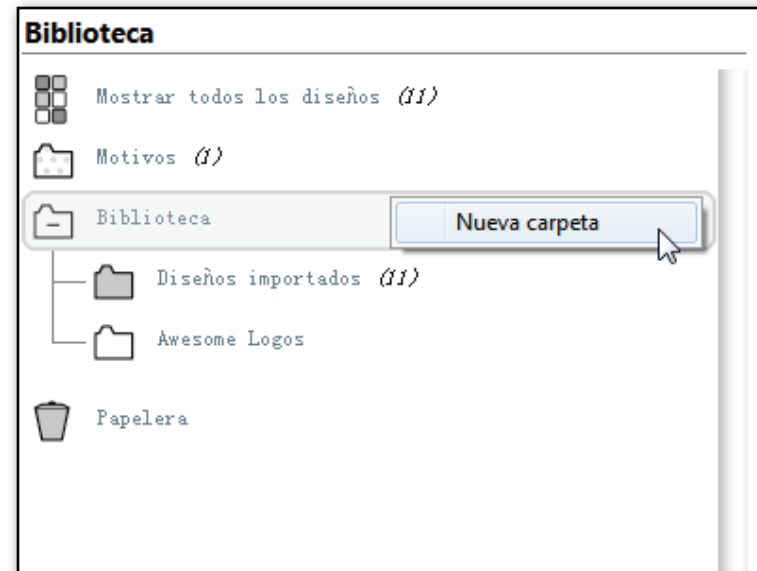 Biblioteca
Mostrar todos los diseños (11)
Motivos (1)
Biblioteca
Nueva carpeta
Diseños importados (11)
Awesome Logos
Papelera